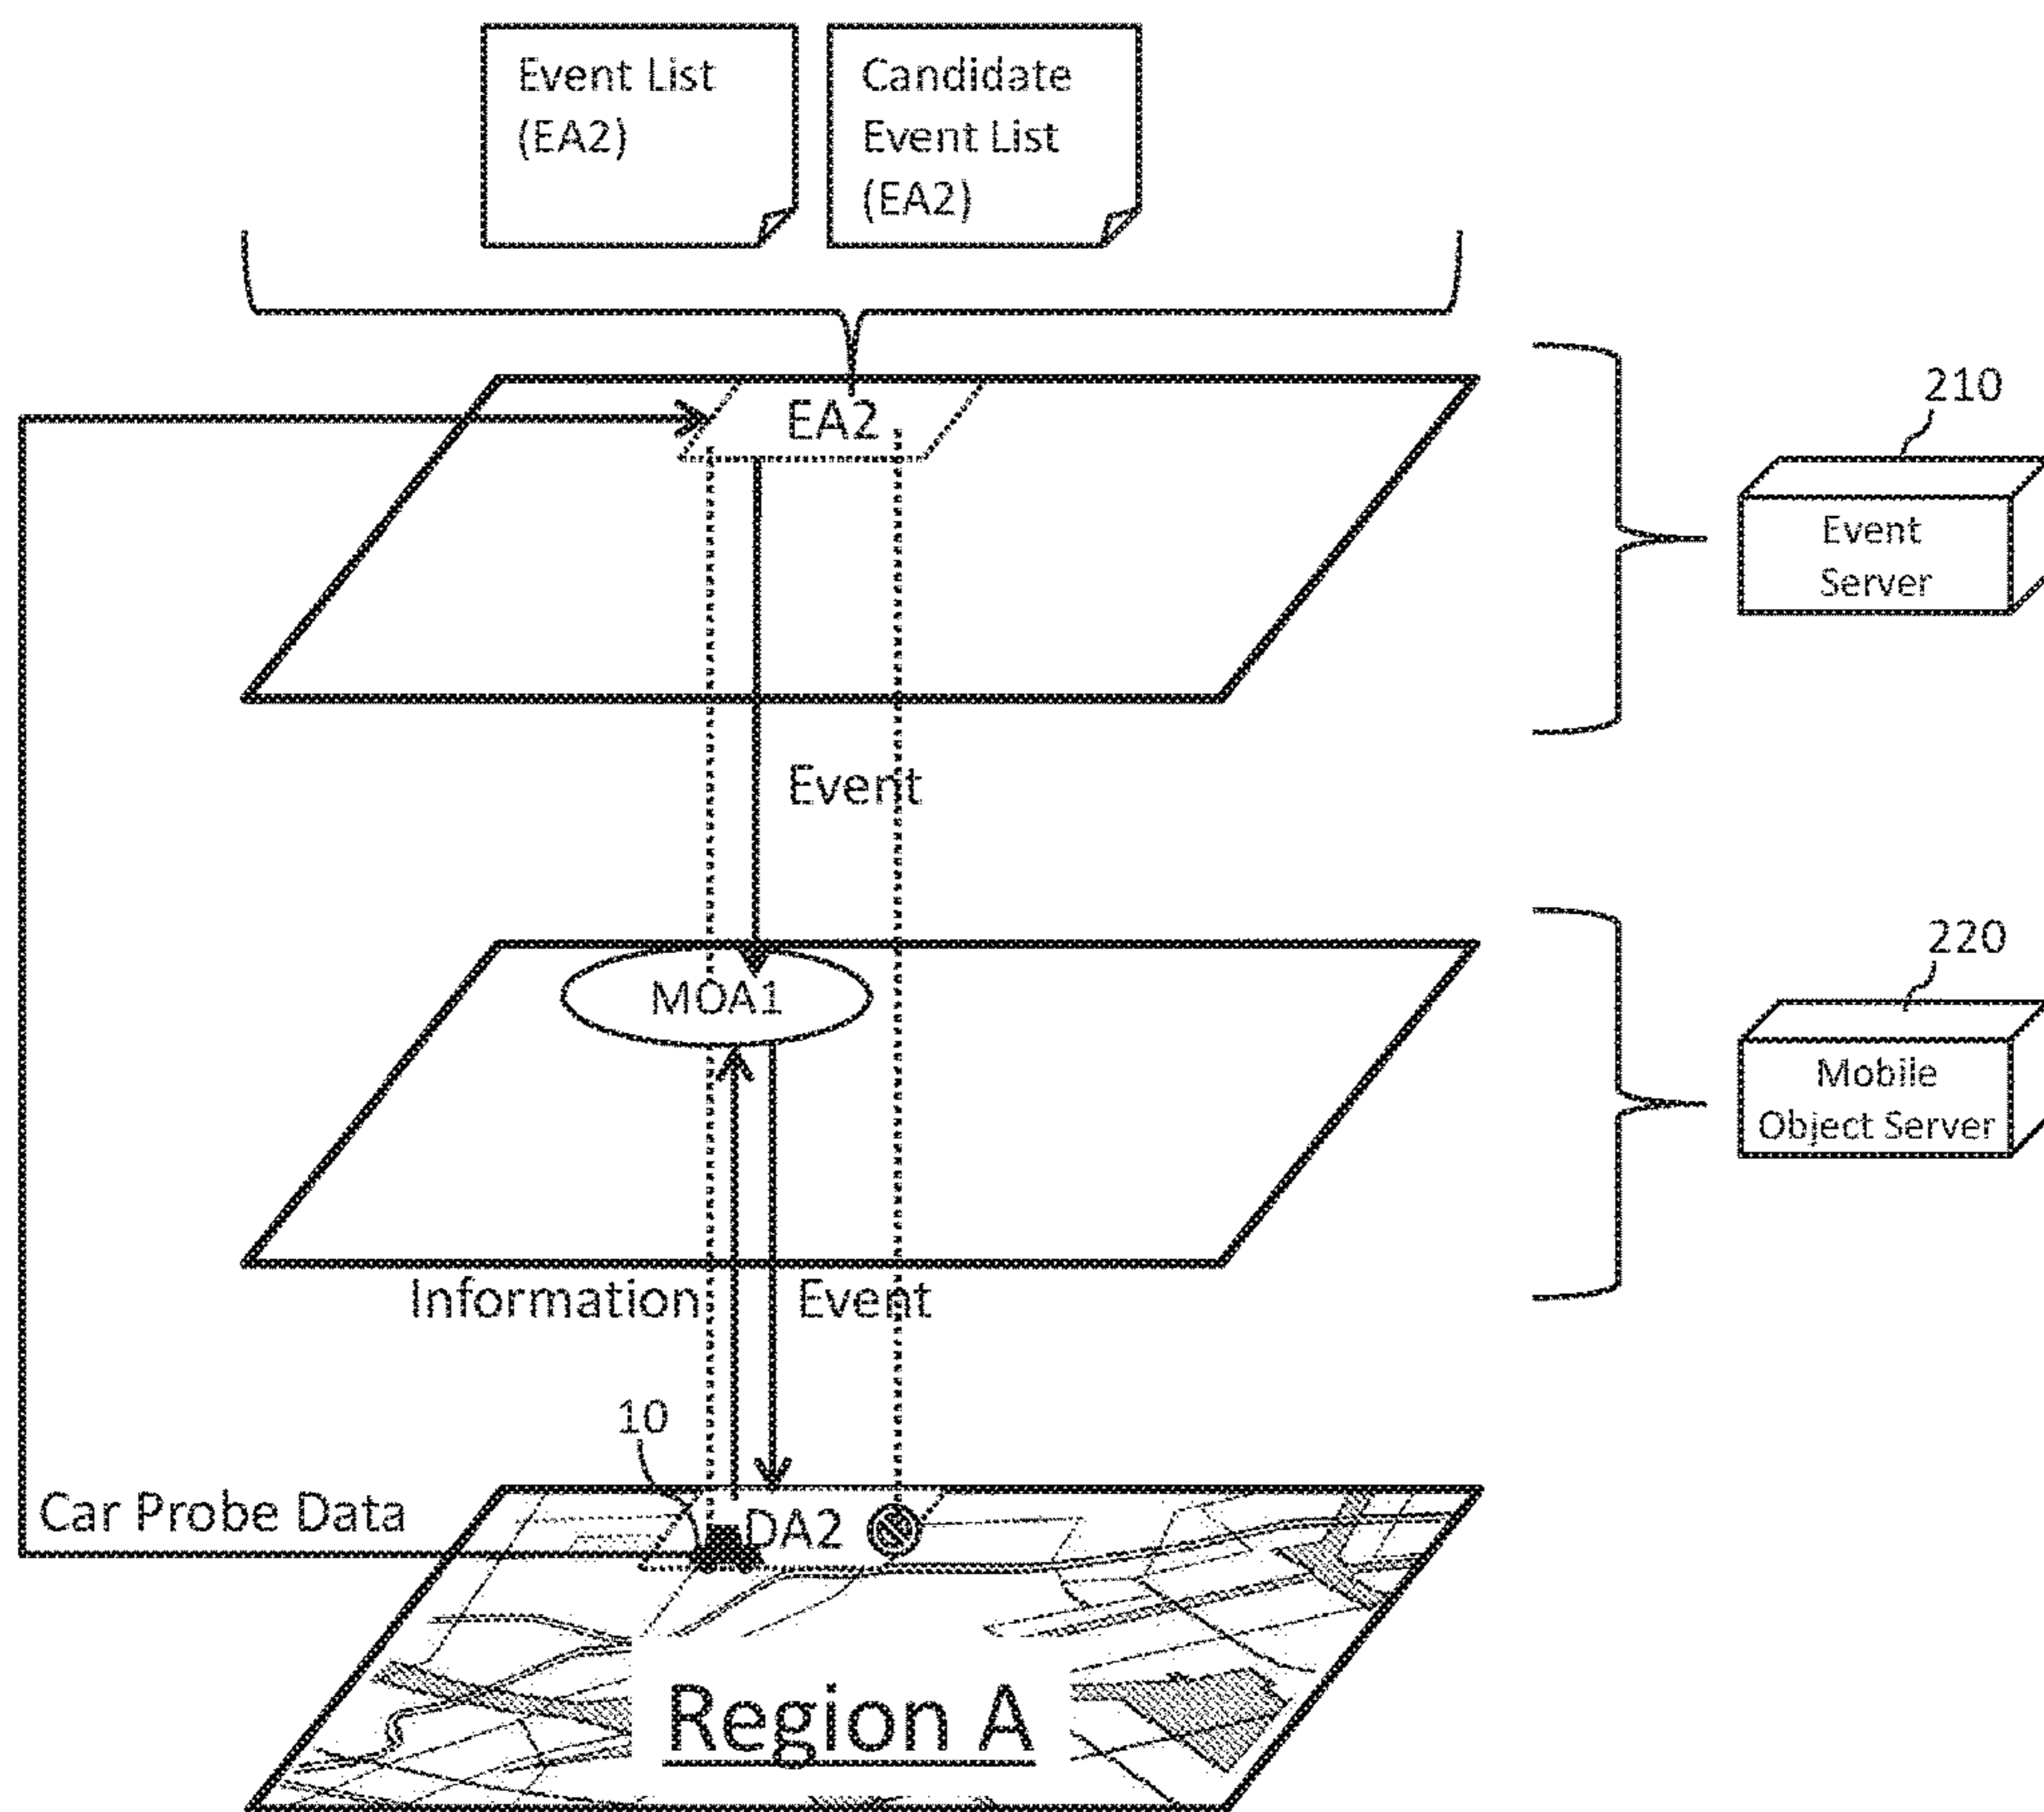 Event List
(EA2)
Candidate
Event List
(EA2)
EA2
210
Event
Server
Event
MOA1
220
Mobile
Object Server
Information
Event
10
Car Probe Data
DA2
Region A